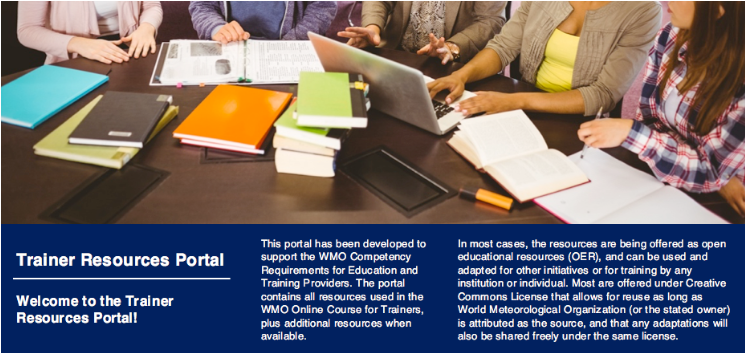 Trainer Resources Portal
Welcome to the Trainer
Resources Portal!
This portal has been developed to
support the WMO Competency
Requirements for Education and
Training Providers. The portal
contains all resources used in the
WMO Online Course for Trainers,
plus additional resources when
available.
In most cases, the resources are being offered as open
educational resources (OER), and can be used and
adapted for other initiatives or for training by any
institution or individual. Most are offered under Creative
Commons License that allows for reuse as long as
World Meteorological Organization (or the stated owner)
is attributed as the source, and that any adaptations will
also be shared freely under the same license.